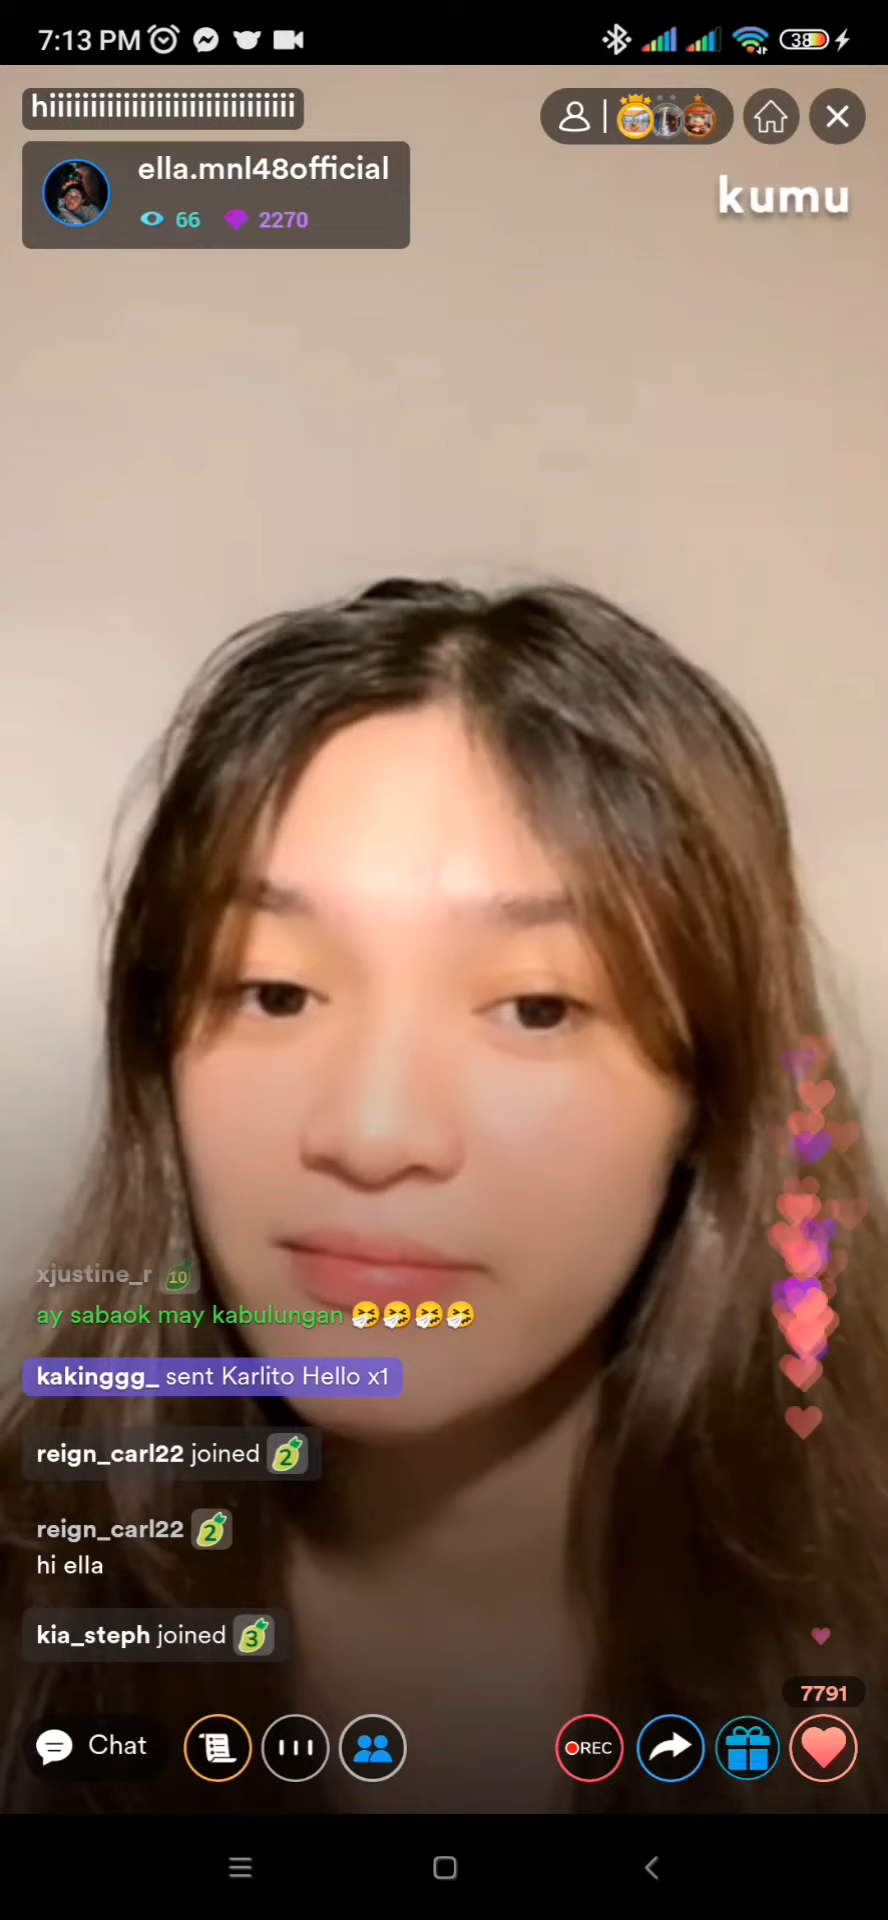 7:13 PM
38
hiiiiiiiiiiiiiiiiiiiiiiiiiiiiii
ella.mnl48official
66 2270
kumu
xjustine_r 10
ay sabaok may kabulungan 🤧🤧🤧🤧
kakinggg_ sent Karlito Hello x1
reign_carl22 joined 2
reign_carl22 2
hi ella
kia_steph joined 3
7791
Chat
REC